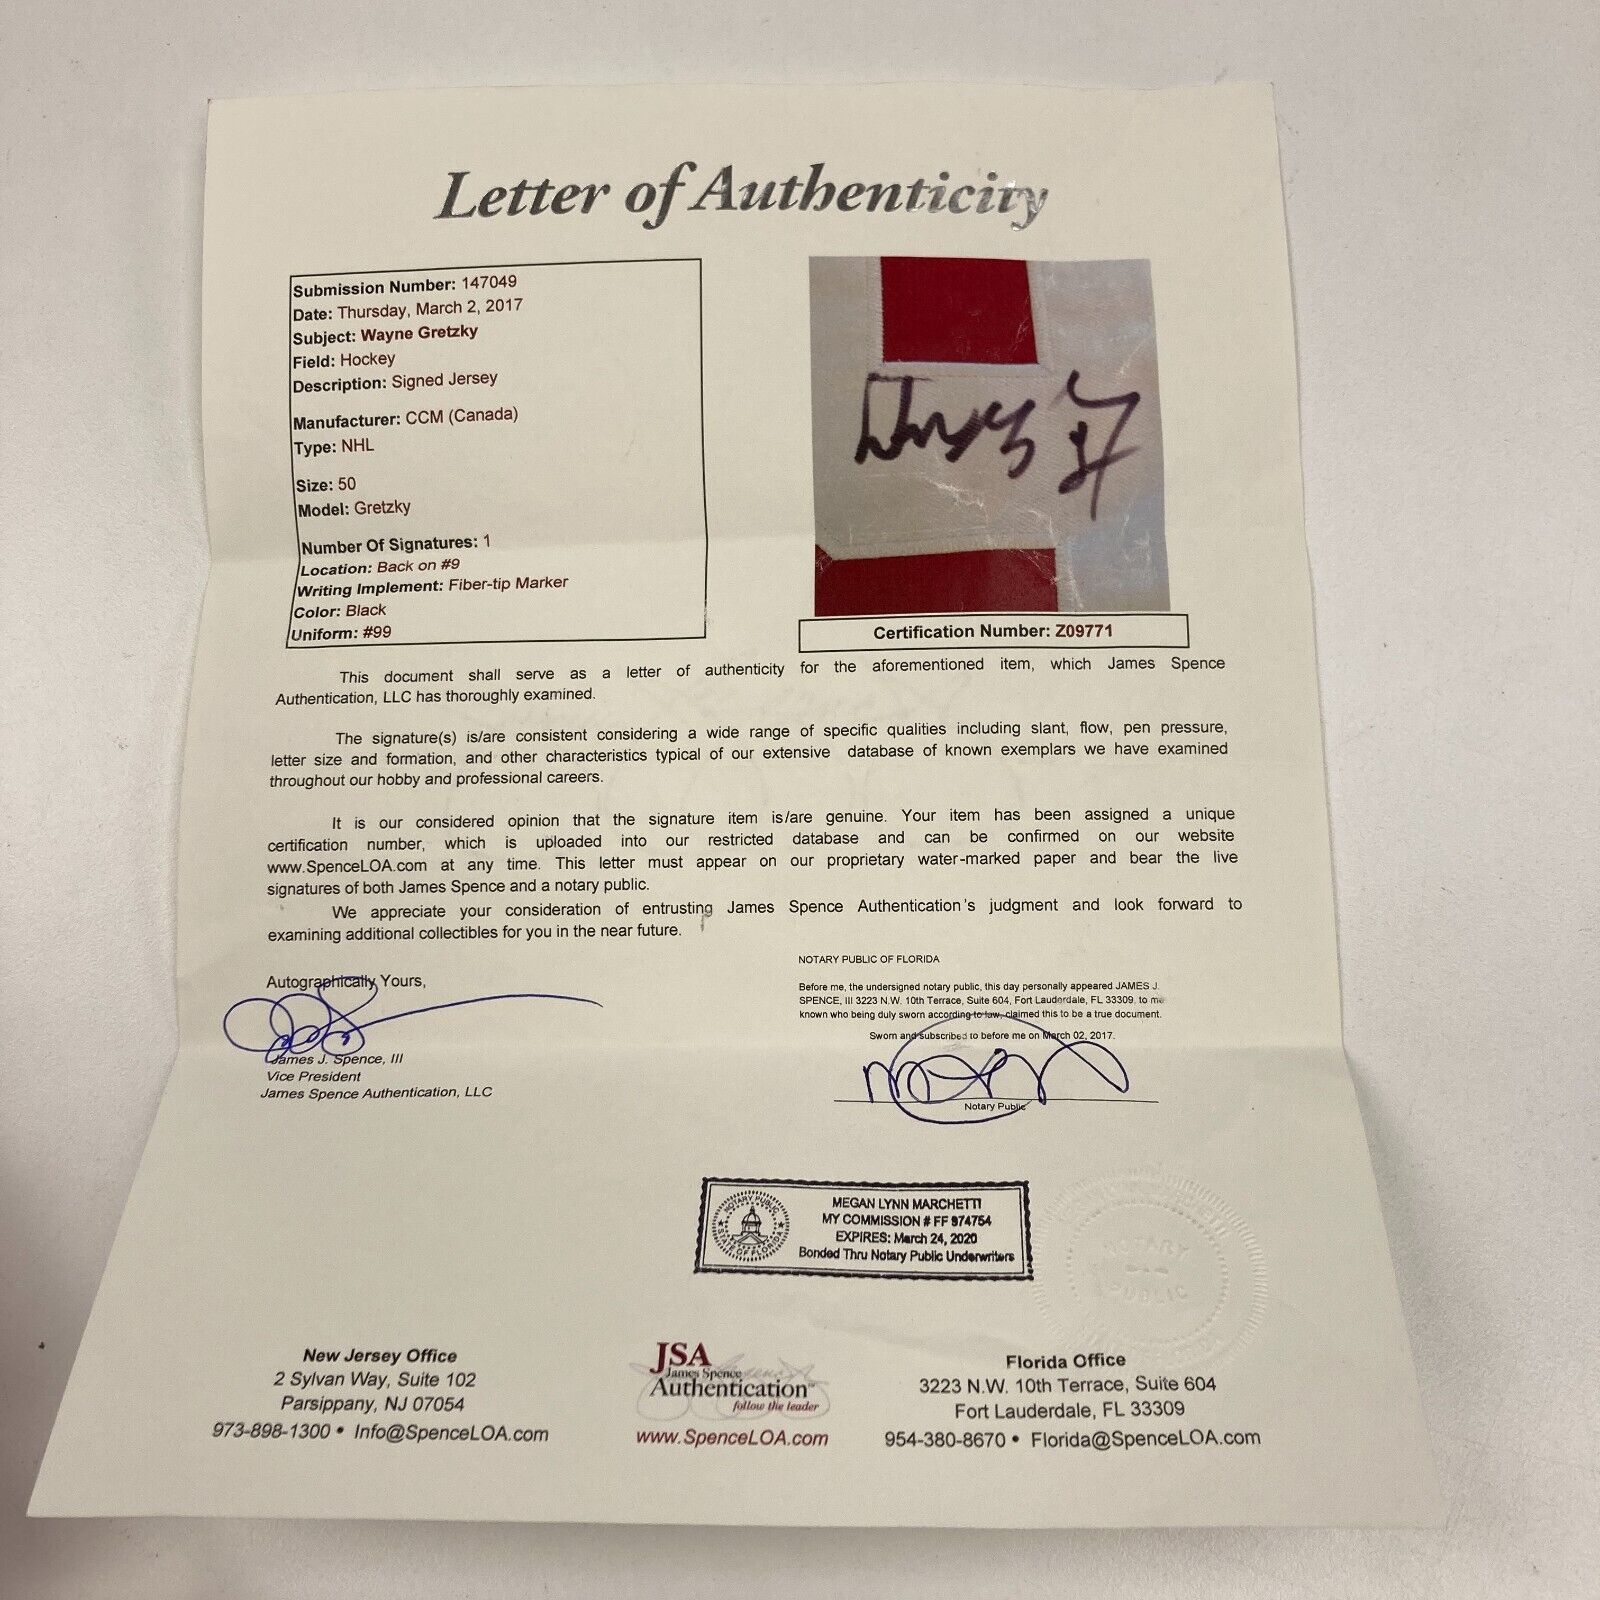 Letter of Authenticity
Submission Number: 147049
Date: Thursday, March 2, 2017
Subject: Wayne Gretzky
Field: Hockey
Description: Signed Jersey
Manufacturer: CCM (Canada)
Type: NHL
Size: 50
Model: Gretzky
Number Of Signatures: 1
Location: Back on #9
Writing Implement: Fiber-tip Marker
Color: Black
Uniform: #99
Certification Number: Z09771
This document shall serve as a letter of authenticity for the aforementioned item, which James Spence
Authentication, LLC has thoroughly examined.
The signature(s) is/are consistent considering a wide range of specific qualities including slant, flow, pen pressure,
letter size and formation, and other characteristics typical of our extensive database of known exemplars we have examined
throughout our hobby and professional careers.
It is our considered opinion that the signature item is/are genuine. Your item has been assigned a unique
certification number, which is uploaded into our restricted database and can be confirmed on our website
www.SpenceLOA.com at any time. This letter must appear on our proprietary water-marked paper and bear the live
signatures of both James Spence and a notary public.
We appreciate your consideration of entrusting James Spence Authentication's judgment and look forward to
examining additional collectibles for you in the near future.
Autographically Yours,
James J. Spence, III
Vice President
James Spence Authentication, LLC
NOTARY PUBLIC OF FLORIDA
Before me, the undersigned notary public, this day personally appeared JAMES J.
SPENCE, III 3223 N.W. 10th Terrace, Suite 604, Fort Lauderdale, FL 33309, to me
known who being duly sworn according to law, claimed this to be a true document.
Sworn and subscribed to before me on March 02, 2017.
Notary Public
NOTARY PUBLIC
STATE OF FLORIDA
MEGAN LYNN MARCHETTI
MY COMMISSION # FF 974754
EXPIRES: March 24, 2020
Bonded Thru Notary Public Underwriters
NOTARY
PUBLIC
New Jersey Office
2 Sylvan Way, Suite 102
Parsippany, NJ 07054
973-898-1300 • Info@SpenceLOA.com
JSA
James Spence
Authentication™
follow the leader
www.SpenceLOA.com
Florida Office
3223 N.W. 10th Terrace, Suite 604
Fort Lauderdale, FL 33309
954-380-8670 • Florida@SpenceLOA.com